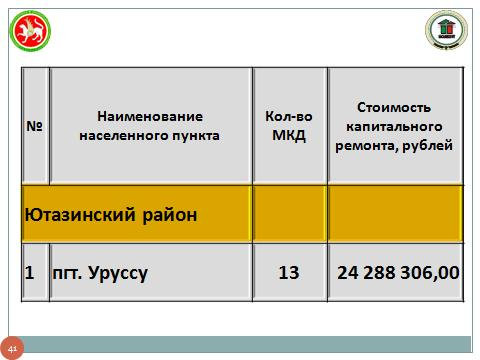 №
Наименование
населенного пункта
Кол-во
МКД
Стоимость
капитального
ремонта, рублей
Ютазинский район
1 пгт. Уруссу 13 24 288 306,00
41